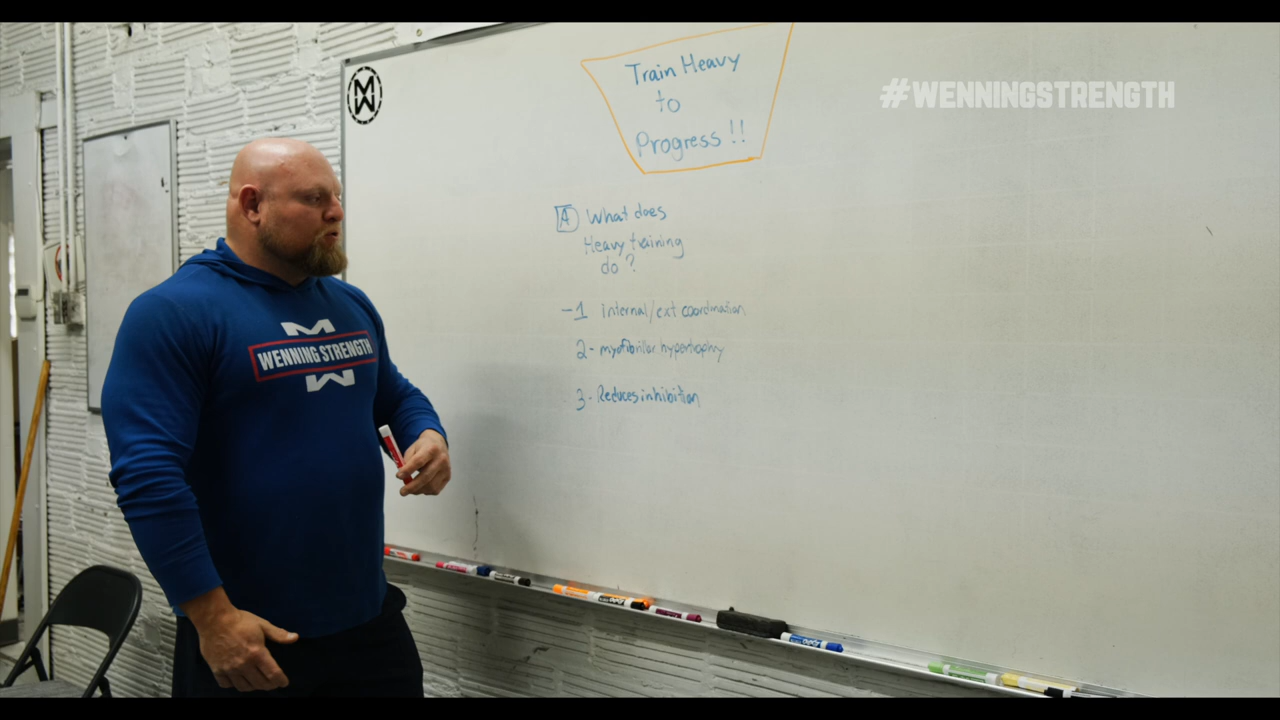 #WENNINGSTRENGTH
Train Heavy
to
Progress !!
A What does
Heavy training
do ?
-1 internal/ext coordination
2- myofibrillar hypertrophy
3- Reduces inhibition
WENNING STRENGTH